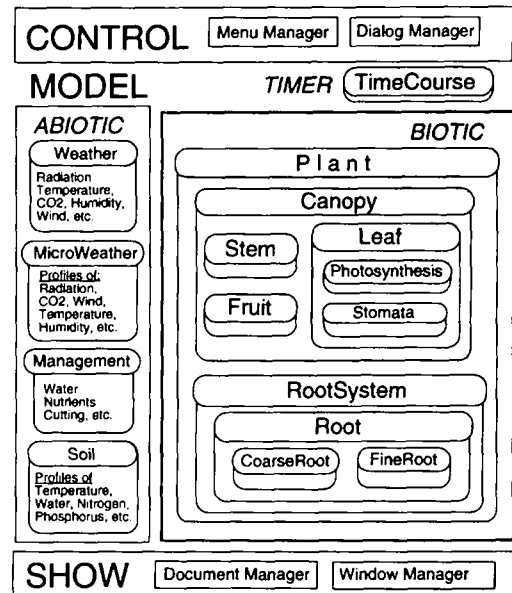 CONTROL
Menu Manager
Dialog Manager
MODEL
TIMER
TimeCourse
ABIOTIC
Weather
Radiation
Temperature,
CO2, Humidity,
Wind, etc.
MicroWeather
Profiles of:
Radiation,
CO2, Wind,
Temperature,
Humidity, etc.
Management
Water
Nutrients
Cutting, etc.
Soil
Profiles of
Temperature,
Water, Nitrogen,
Phosphorus, etc.
BIOTIC
Plant
Canopy
Stem
Fruit
Leaf
Photosynthesis
Stomata
RootSystem
Root
CoarseRoot
FineRoot
SHOW
Document Manager
Window Manager